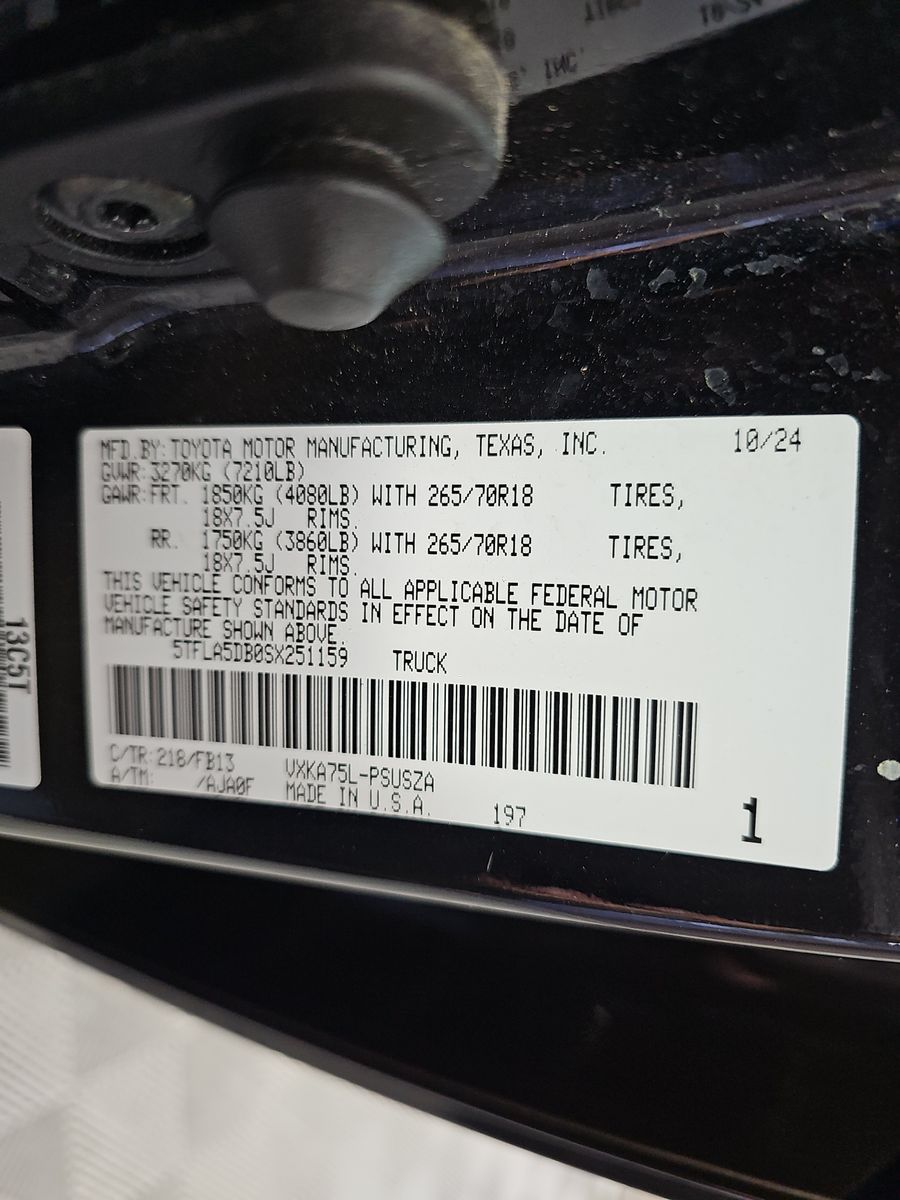 MFD.BY: TOYOTA MOTOR MANUFACTURING, TEXAS, INC. 10/24
GVWR: 3270KG (7210LB)
GAWR: FRT. 1850KG (4080LB) WITH 265/70R18 TIRES,
18X7.5J RIMS.
RR. 1750KG (3860LB) WITH 265/70R18 TIRES,
18X7.5J RIMS.
THIS VEHICLE CONFORMS TO ALL APPLICABLE FEDERAL MOTOR
VEHICLE SAFETY STANDARDS IN EFFECT ON THE DATE OF
MANUFACTURE SHOWN ABOVE.
5TFLA5DB0SX251159 TRUCK
C/TR: 218/FB13 VXKA75L-PSUSZA
A/TM: /AJA0F MADE IN U.S.A. 197 1
13C5T